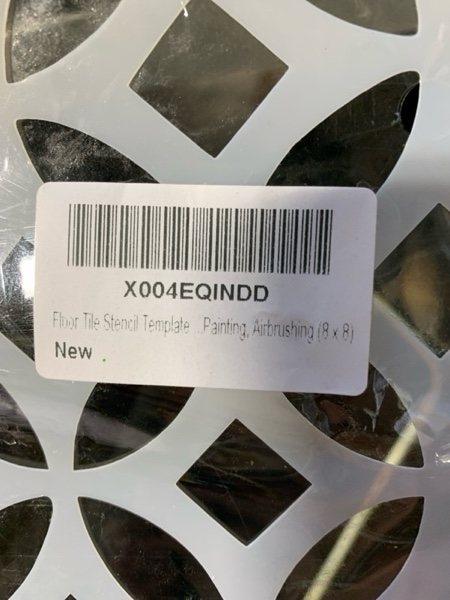 X004EQINDD
Floor Tile Stencil Template ...Painting, Airbrushing (8 x 8)
New